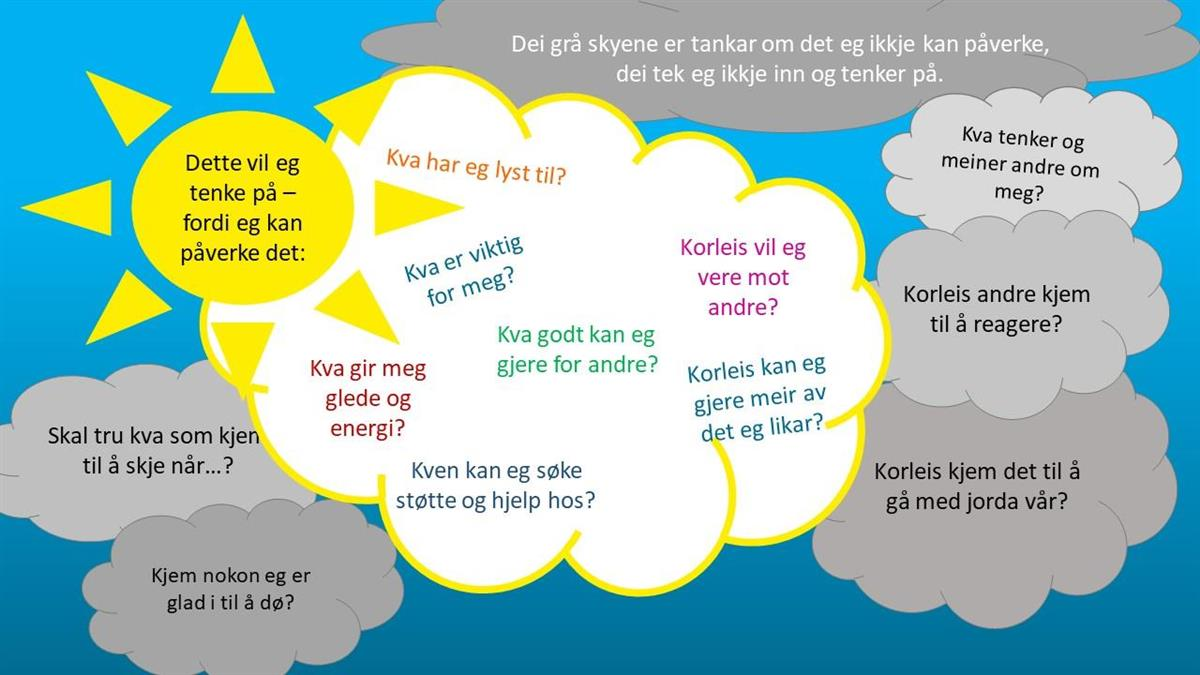 Dei grå skyene er tankar om det eg ikkje kan påverke,
dei tek eg ikkje inn og tenker på.
Dette vil eg
tenke på –
fordi eg kan
påverke det:
Kva har eg lyst til?
Kva er viktig
for meg?
Korleis vil eg
vere mot
andre?
Kva godt kan eg
gjere for andre?
Kva gir meg
glede og
energi?
Korleis kan eg
gjere meir av
det eg likar?
Kven kan eg søke
støtte og hjelp hos?
Kva tenker og
meiner andre om
meg?
Korleis andre kjem
til å reagere?
Korleis kjem det til å
gå med jorda vår?
Skal tru kva som kjem
til å skje når…?
Kjem nokon eg er
glad i til å dø?